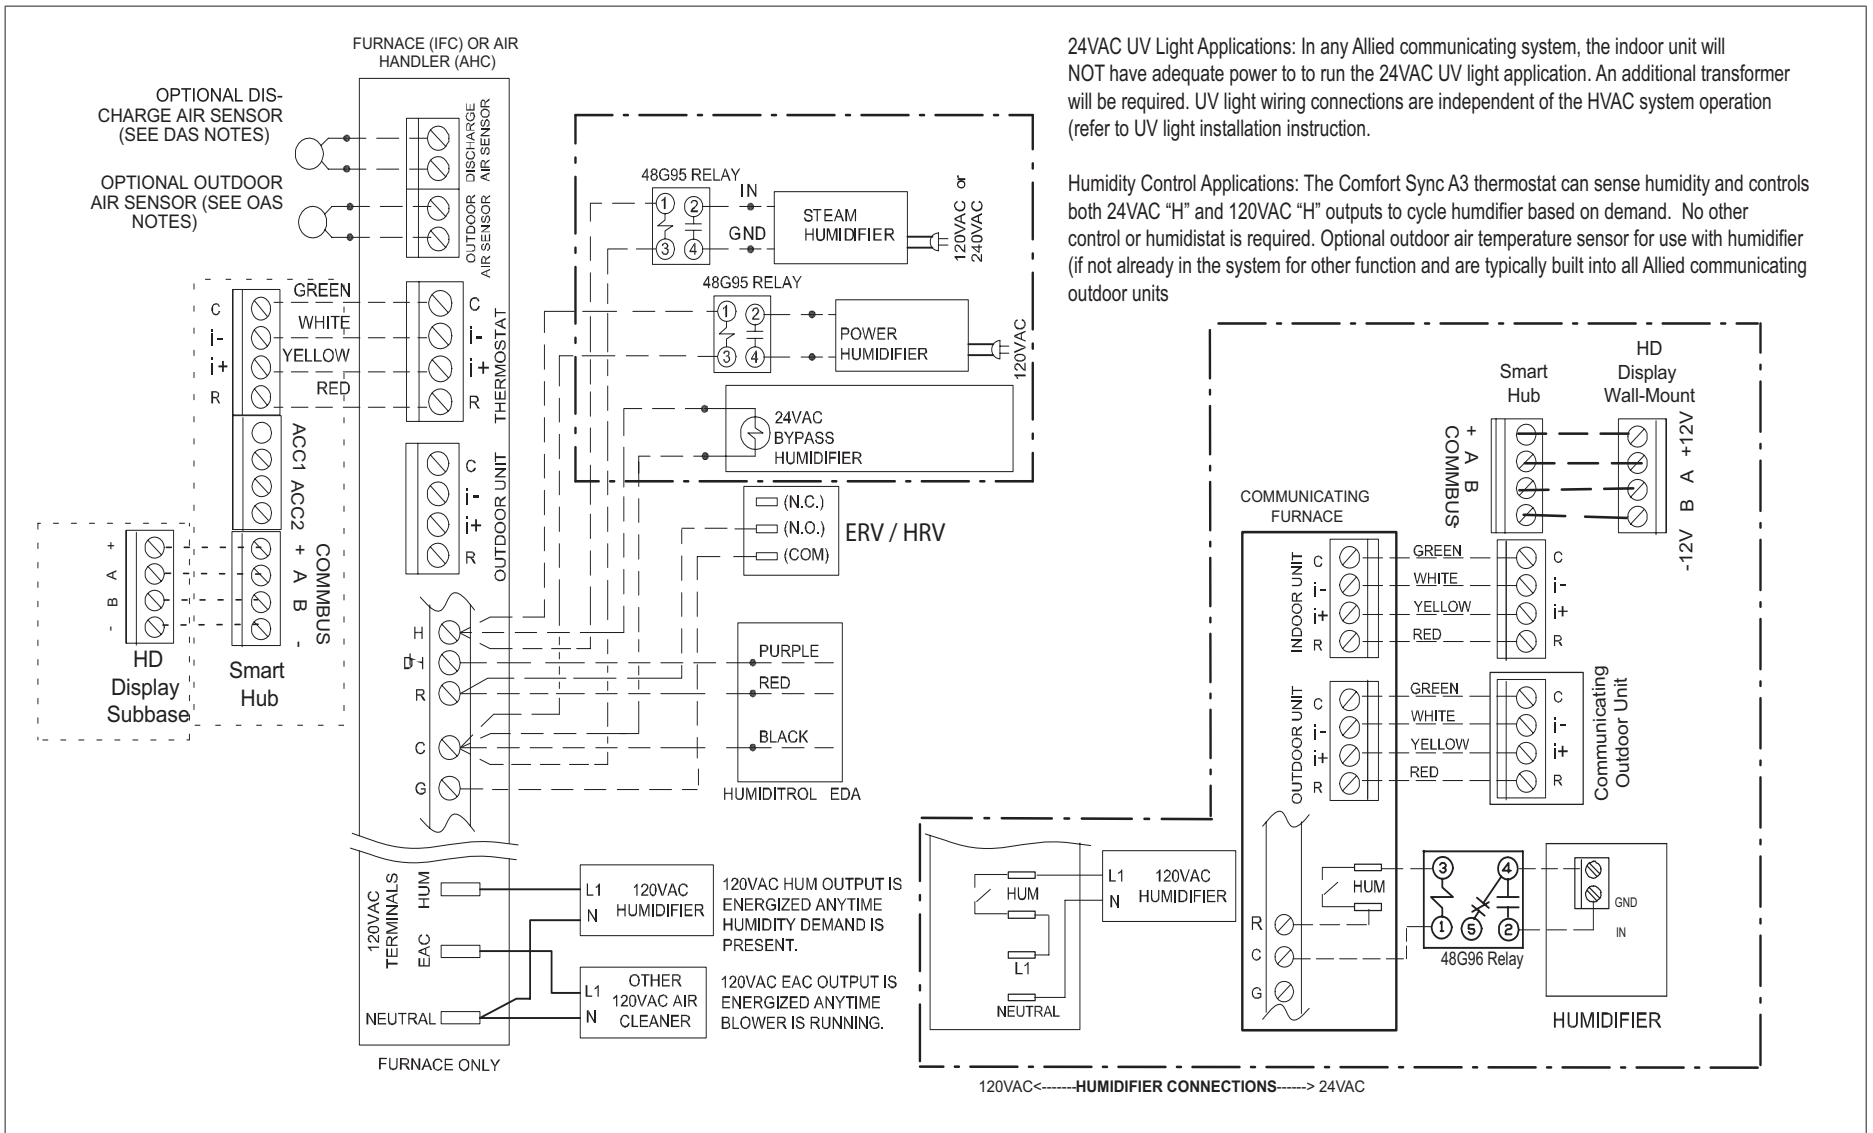 FURNACE (IFC) OR AIR
HANDLER (AHC)
OPTIONAL DIS-
CHARGE AIR SENSOR
(SEE DAS NOTES)
OPTIONAL OUTDOOR
AIR SENSOR (SEE OAS
NOTES)
DISCHARGE
AIR SENSOR
OUTDOOR
AIR SENSOR
C
i-
i+
R
GREEN
WHITE
YELLOW
RED
C
i-
i+
R
THERMOSTAT
ACC1 ACC2
C
i-
i+
R
OUTDOOR UNIT
+
A
B
-
+
A
B
-
COMMBUS
HD
Display
Subbase
Smart
Hub
H
R
C
G
120VAC
TERMINALS
HUM
EAC
NEUTRAL
FURNACE ONLY
48G95 RELAY
1
2
3
4
IN
GND
STEAM
HUMIDIFIER
120VAC or
240VAC
48G95 RELAY
1
2
3
4
POWER
HUMIDIFIER
120VAC
24VAC
BYPASS
HUMIDIFIER
(N.C.)
(N.O.)
(COM)
ERV / HRV
PURPLE
RED
BLACK
HUMIDITROL EDA
L1
N
120VAC
HUMIDIFIER
120VAC HUM OUTPUT IS
ENERGIZED ANYTIME
HUMIDITY DEMAND IS
PRESENT.
L1
N
OTHER
120VAC AIR
CLEANER
120VAC EAC OUTPUT IS
ENERGIZED ANYTIME
BLOWER IS RUNNING.
24VAC UV Light Applications: In any Allied communicating system, the indoor unit will
NOT have adequate power to to run the 24VAC UV light application. An additional transformer
will be required. UV light wiring connections are independent of the HVAC system operation
(refer to UV light installation instruction.
Humidity Control Applications: The Comfort Sync A3 thermostat can sense humidity and controls
both 24VAC “H” and 120VAC “H” outputs to cycle humdifier based on demand. No other
control or humidistat is required. Optional outdoor air temperature sensor for use with humidifier
(if not already in the system for other function and are typically built into all Allied communicating
outdoor units
Smart
Hub
HD
Display
Wall-Mount
+
A
B
COMMBUS
+12V
A
B
-12V
COMMUNICATING
FURNACE
INDOOR UNIT
C
i-
i+
R
GREEN
WHITE
YELLOW
RED
C
i-
i+
R
OUTDOOR UNIT
C
i-
i+
R
GREEN
WHITE
YELLOW
RED
C
i-
i+
R
Communicating
Outdoor Unit
HUM
L1
NEUTRAL
L1
N
120VAC
HUMIDIFIER
R
C
G
HUM
3
4
1
5
2
48G96 Relay
GND
IN
HUMIDIFIER
120VAC<-------HUMIDIFIER CONNECTIONS------> 24VAC